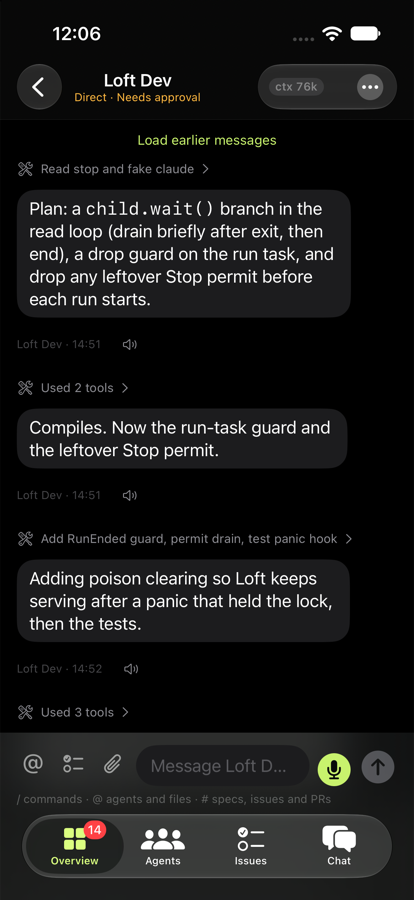 12:06
Loft Dev
Direct · Needs approval
ctx 76k
Load earlier messages
Read stop and fake claude
Plan: a child.wait() branch in the
read loop (drain briefly after exit, then
end), a drop guard on the run task, and
drop any leftover Stop permit before
each run starts.
Loft Dev · 14:51
Used 2 tools
Compiles. Now the run-task guard and
the leftover Stop permit.
Loft Dev · 14:51
Add RunEnded guard, permit drain, test panic hook
Adding poison clearing so Loft keeps
serving after a panic that held the lock,
then the tests.
Loft Dev · 14:52
Used 3 tools
@
Message Loft D...
/ commands · @ agents and files · # specs, issues and PRs
14
Overview
Agents
Issues
Chat